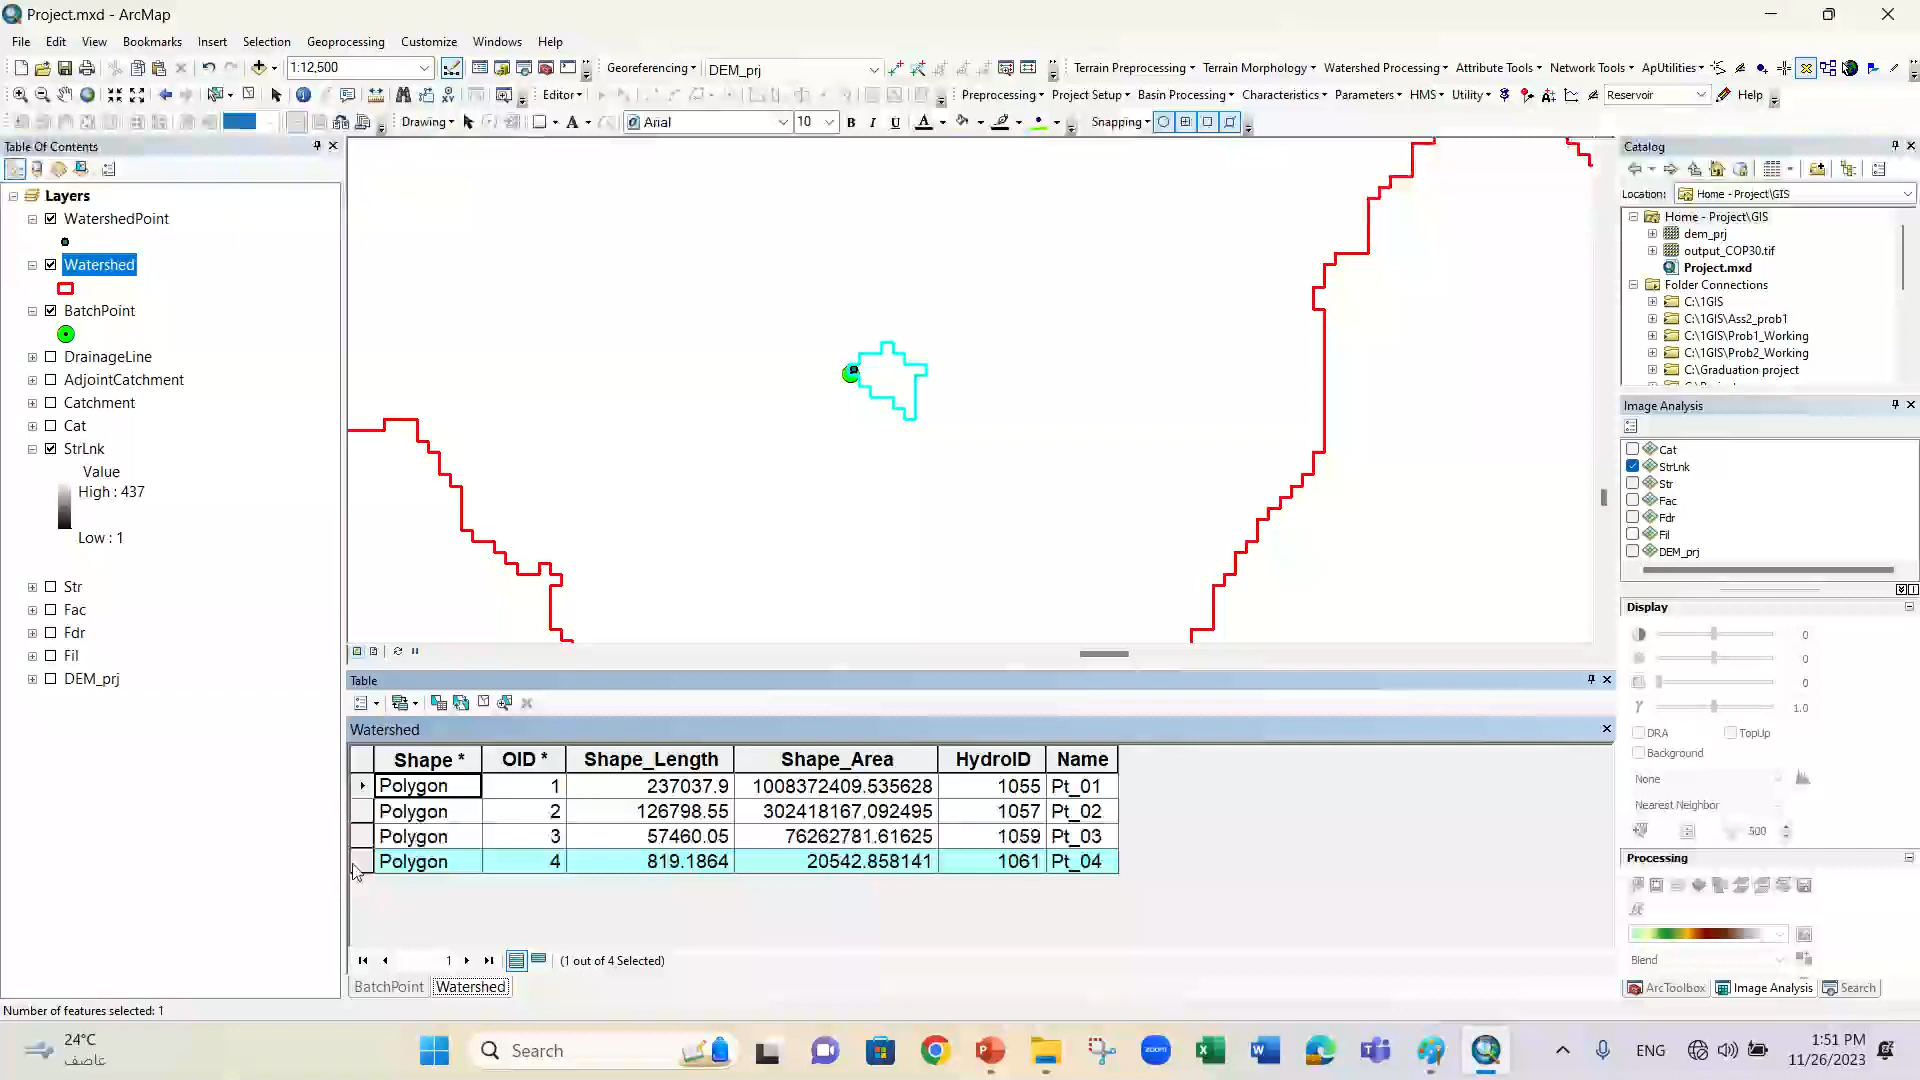 Project.mxd - ArcMap
File Edit View Bookmarks Insert Selection Geoprocessing Customize Windows Help
1:12,500 Georeferencing DEM_prj Terrain Preprocessing Terrain Morphology Watershed Processing Attribute Tools Network Tools ApUtilities
Editor Preprocessing Project Setup Basin Processing Characteristics Parameters HMS Utility Reservoir Help
Drawing Arial 10 B I U A Snapping
Table Of Contents
Layers
WatershedPoint
Watershed
BatchPoint
DrainageLine
AdjointCatchment
Catchment
Cat
StrLnk
Value
High : 437
Low : 1
Str
Fac
Fdr
Fil
DEM_prj
Catalog
Location: Home - Project\GIS
Home - Project\GIS
dem_prj
output_COP30.tif
Project.mxd
Folder Connections
C:\1GIS
C:\1GIS\Ass2_prob1
C:\1GIS\Prob1_Working
C:\1GIS\Prob2_Working
C:\Graduation project
Image Analysis
Cat
StrLnk
Str
Fac
Fdr
Fil
DEM_prj
Display
0
0
0
1.0
DRA TopUp
Background
None
Nearest Neighbor
500
Processing
Blend
ArcToolbox Image Analysis Search
Table
Watershed
Shape * OID * Shape_Length Shape_Area HydroID Name
Polygon 1 237037.9 1008372409.535628 1055 Pt_01
Polygon 2 126798.55 302418167.092495 1057 Pt_02
Polygon 3 57460.05 76262781.61625 1059 Pt_03
Polygon 4 819.1864 20542.858141 1061 Pt_04
1 (1 out of 4 Selected)
BatchPoint Watershed
Number of features selected: 1
24°C
عاصف
Search
zoom
ENG
1:51 PM
11/26/2023